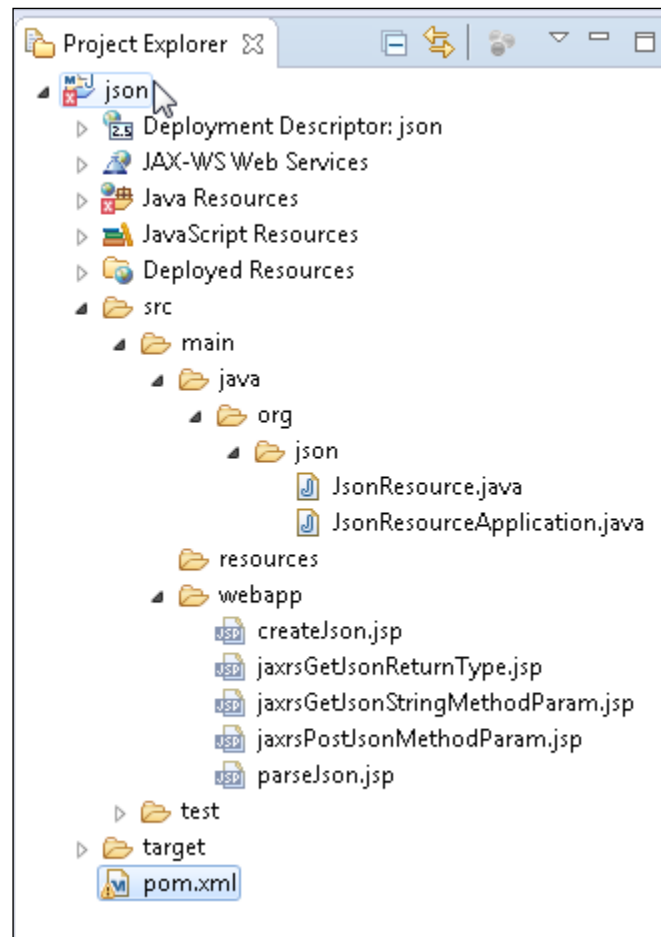 Project Explorer
json
Deployment Descriptor: json
JAX-WS Web Services
Java Resources
JavaScript Resources
Deployed Resources
src
main
java
org
json
JsonResource.java
JsonResourceApplication.java
resources
webapp
createJson.jsp
jaxrsGetJsonReturnType.jsp
jaxrsGetJsonStringMethodParam.jsp
jaxrsPostJsonMethodParam.jsp
parseJson.jsp
test
target
pom.xml